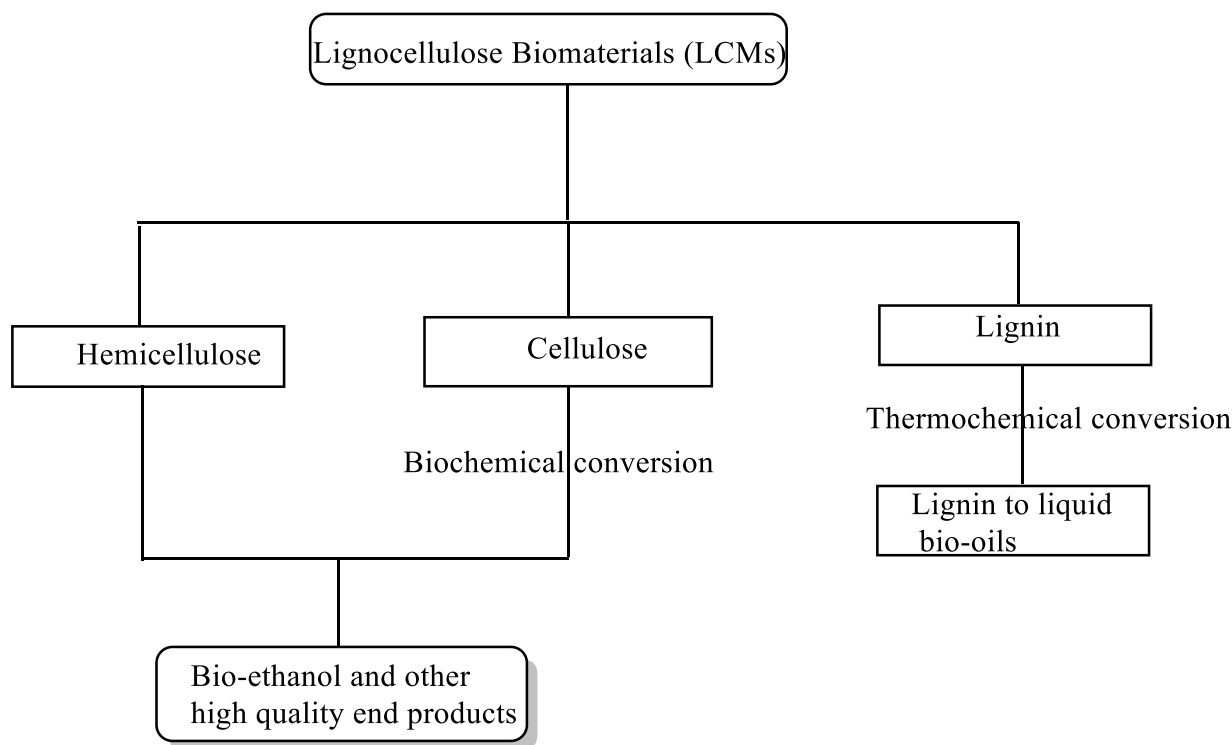 Lignocellulose Biomaterials (LCMs)
Hemicellulose
Cellulose
Lignin
Biochemical conversion
Thermochemical conversion
Lignin to liquid
bio-oils
Bio-ethanol and other
high quality end products